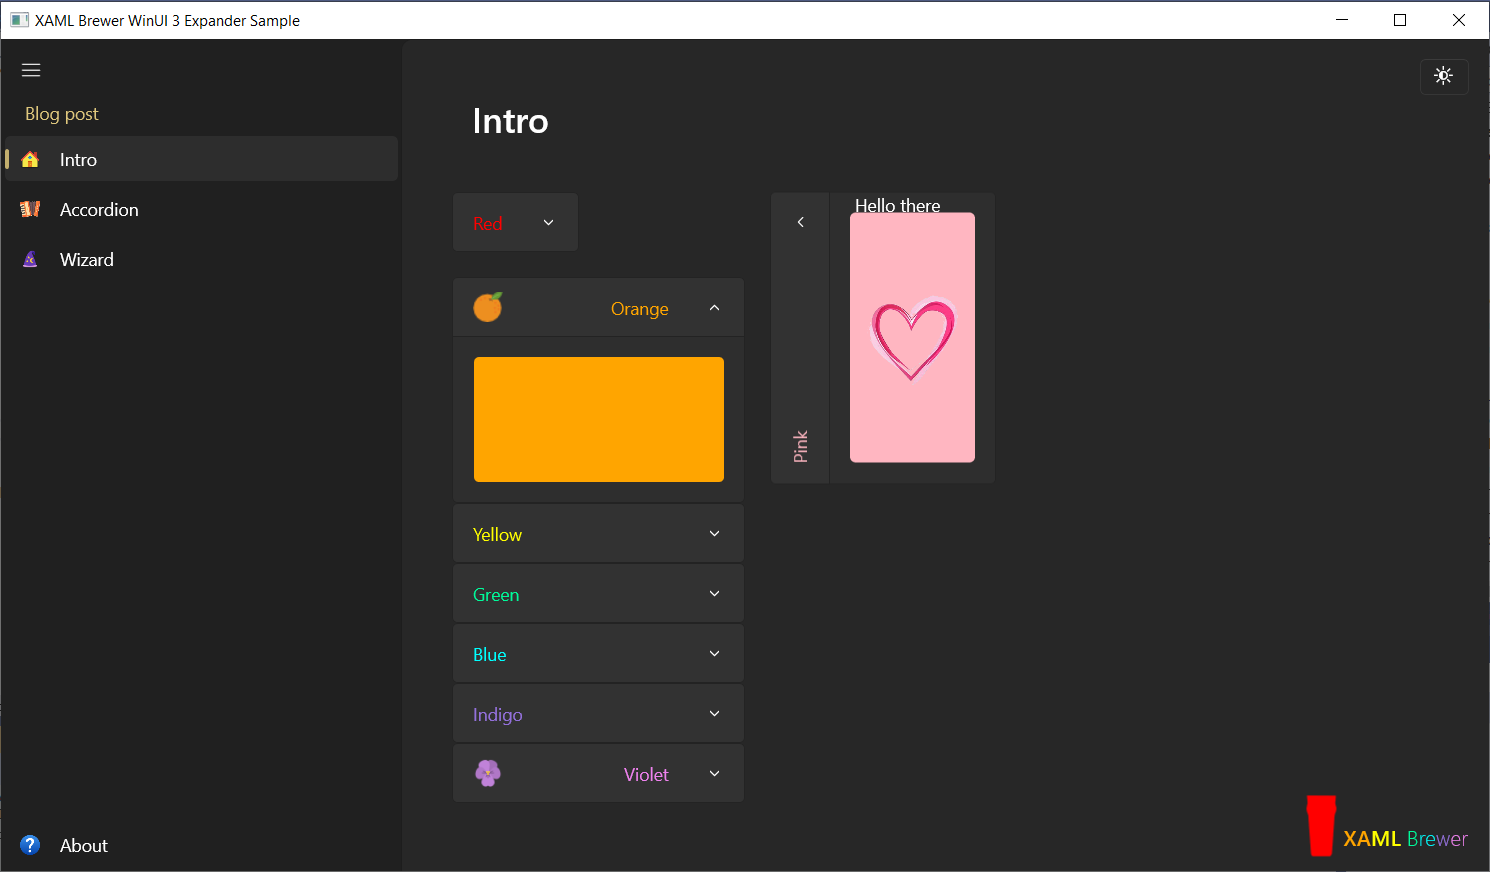 XAML Brewer WinUI 3 Expander Sample
Blog post
Intro
Accordion
Wizard
About
Intro
Red
Orange
Yellow
Green
Blue
Indigo
Violet
Hello there
Pink
XAML Brewer